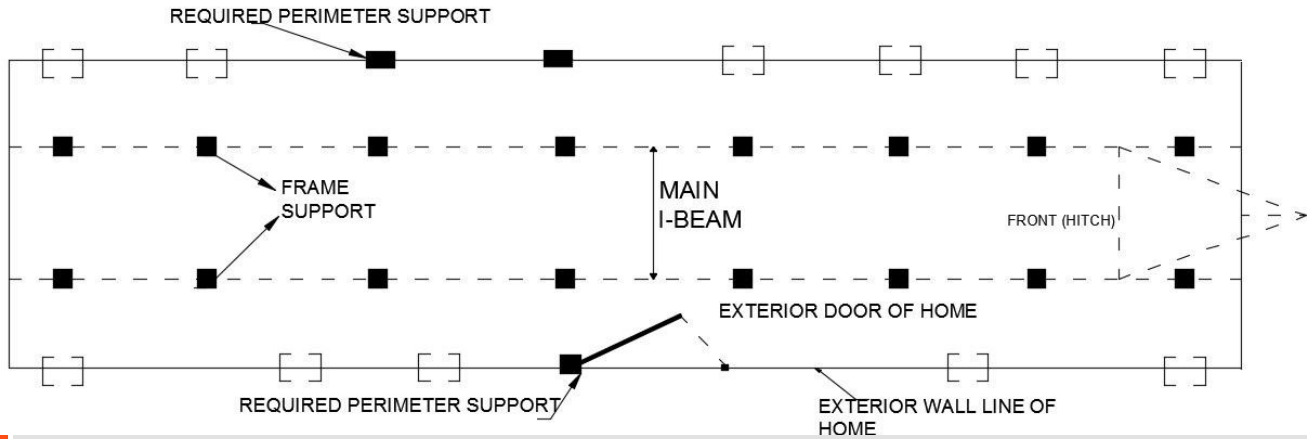 REQUIRED PERIMETER SUPPORT
FRAME
SUPPORT
MAIN
I-BEAM
FRONT (HITCH)
EXTERIOR DOOR OF HOME
REQUIRED PERIMETER SUPPORT
EXTERIOR WALL LINE OF
HOME